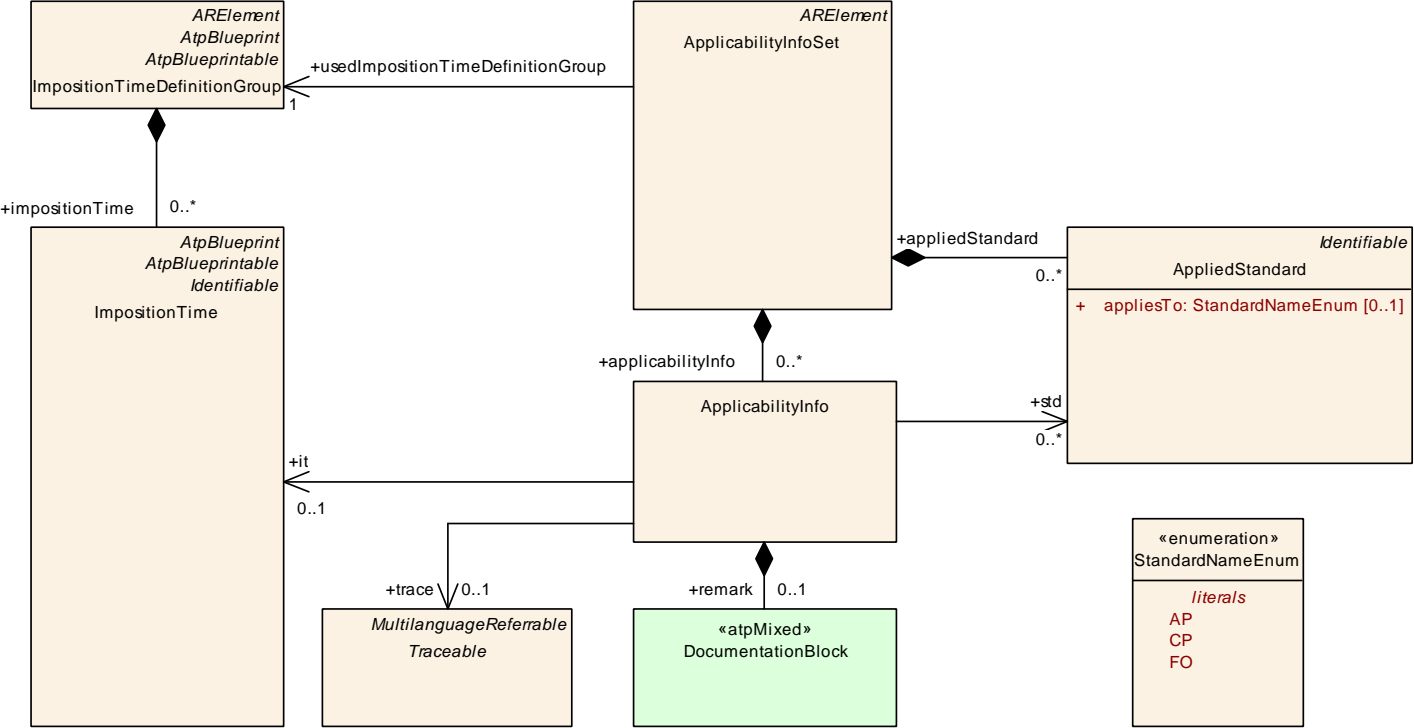 ARElement
AtpBlueprint
AtpBlueprintable
ImpositionTimeDefinitionGroup
+usedImpositionTimeDefinitionGroup
1
ARElement
ApplicabilityInfoSet
+impositionTime
0..*
AtpBlueprint
AtpBlueprintable
Identifiable
ImpositionTime
+appliedStandard
0..*
Identifiable
AppliedStandard
+ appliesTo: StandardNameEnum [0..1]
+applicabilityInfo
0..*
ApplicabilityInfo
+std
0..*
+it
0..1
+trace
0..1
MultilanguageReferrable
Traceable
+remark
0..1
«atpMixed»
DocumentationBlock
«enumeration»
StandardNameEnum
literals
AP
CP
FO